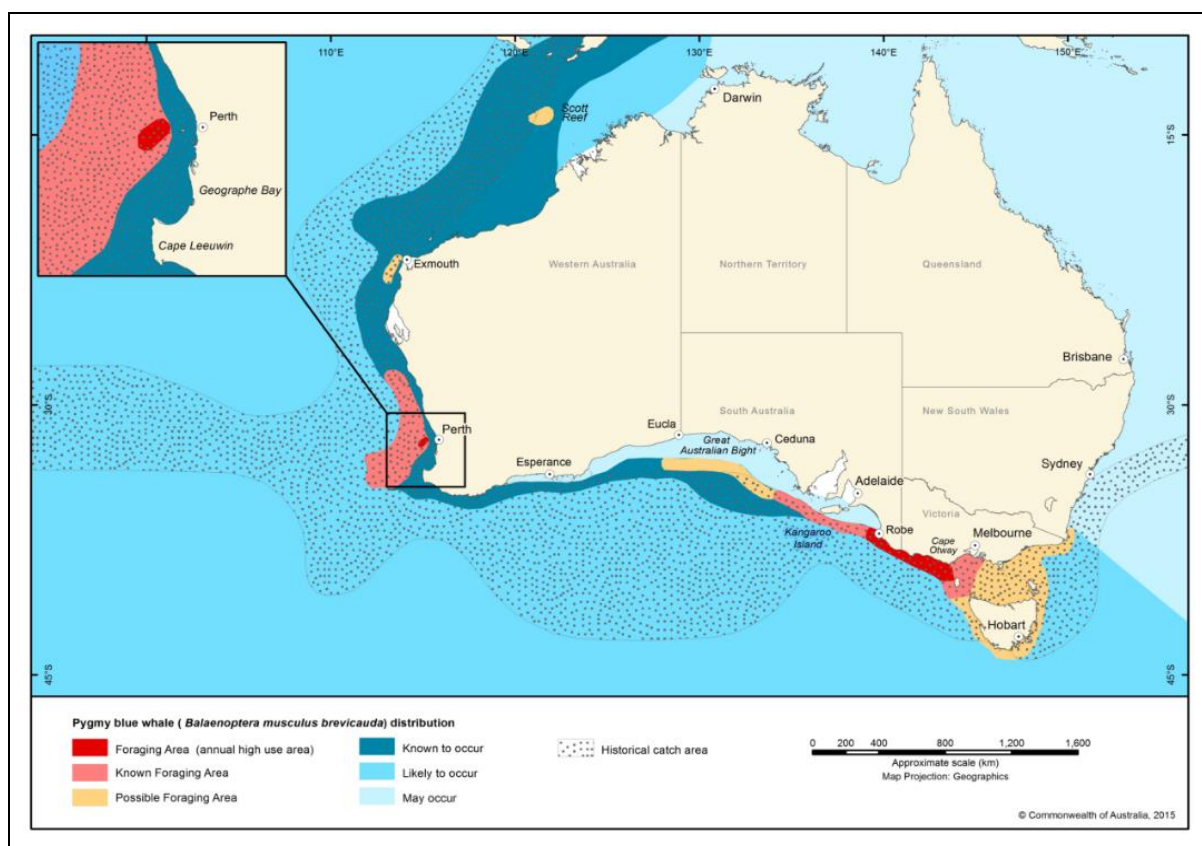 110°E
120°E
130°E
140°E
150°E
Perth
Geographe Bay
Cape Leeuwin
Scott
Reef
Darwin
15°S
15°S
Exmouth
Western Australia
Northern Territory
Queensland
Brisbane
30°S
30°S
South Australia
New South Wales
Perth
Eucla
Great
Australian Bight
Ceduna
Esperance
Sydney
Adelaide
Victoria
Kangaroo
Island
Robe
Cape
Otway
Melbourne
Hobart
45°S
45°S
Pygmy blue whale ( Balaenoptera musculus brevicauda) distribution
Foraging Area (annual high use area)
Known Foraging Area
Possible Foraging Area
Known to occur
Likely to occur
May occur
Historical catch area
0 200 400 800 1,200 1,600
Approximate scale (km)
Map Projection: Geographics
© Commonwealth of Australia, 2015